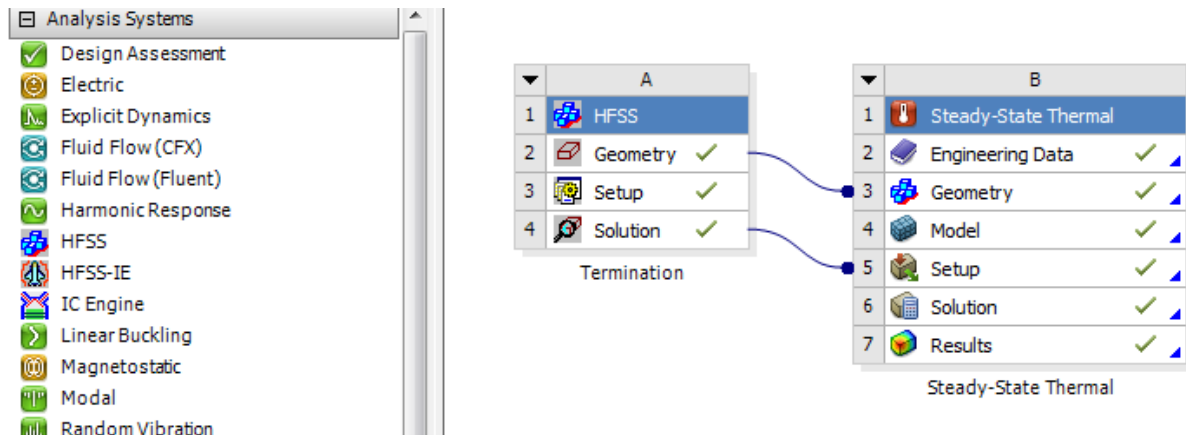 Analysis Systems
Design Assessment
Electric
Explicit Dynamics
Fluid Flow (CFX)
Fluid Flow (Fluent)
Harmonic Response
HFSS
HFSS-IE
IC Engine
Linear Buckling
Magnetostatic
Modal
Random Vibration
A
1 HFSS
2 Geometry
3 Setup
4 Solution
Termination
B
1 Steady-State Thermal
2 Engineering Data
3 Geometry
4 Model
5 Setup
6 Solution
7 Results
Steady-State Thermal